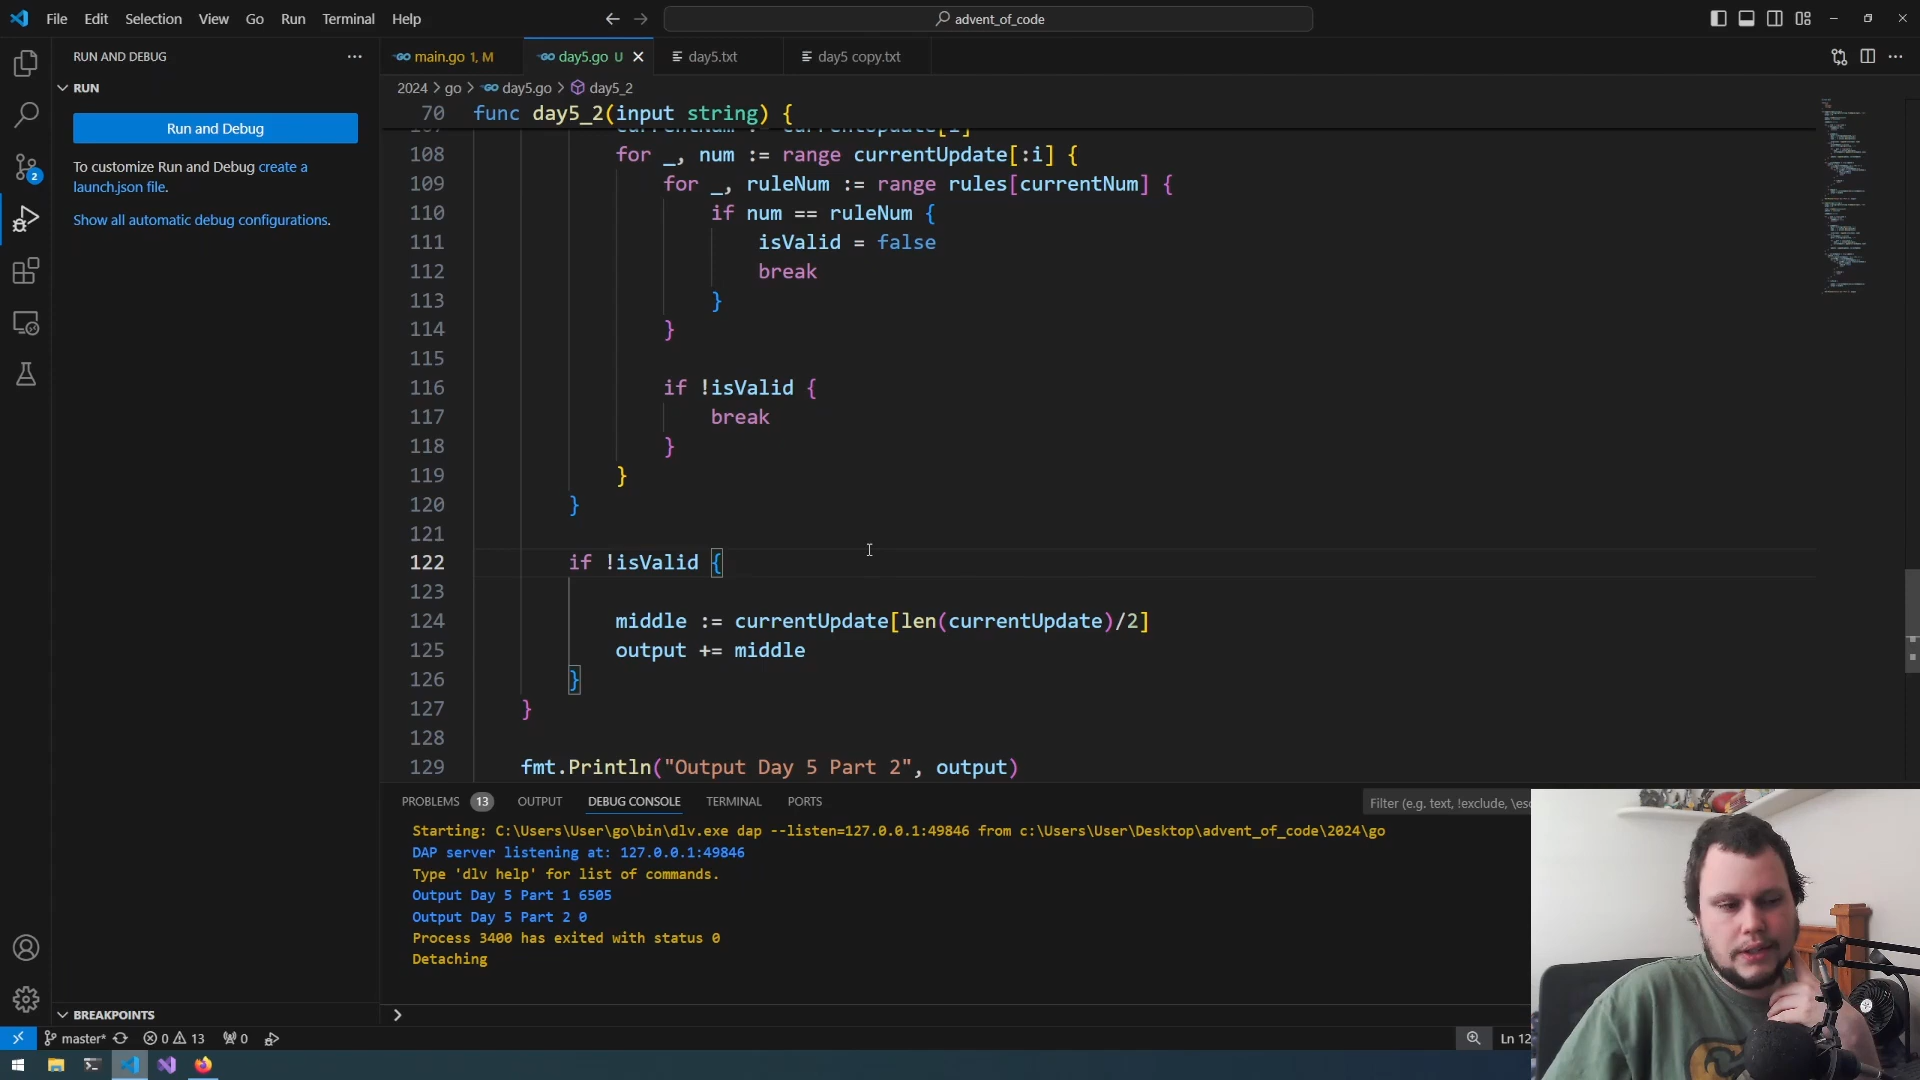 File Edit Selection View Go Run Terminal Help
advent_of_code
RUN AND DEBUG
RUN
Run and Debug
To customize Run and Debug create a
launch.json file.
Show all automatic debug configurations.
BREAKPOINTS
main.go 1, M
day5.go U
day5.txt
day5 copy.txt
2024 > go > day5.go > day5_2
70 func day5_2(input string) {
108 for _, num := range currentUpdate[:i] {
109 for _, ruleNum := range rules[currentNum] {
110 if num == ruleNum {
111 isValid = false
112 break
113 }
114 }
115
116 if !isValid {
117 break
118 }
119 }
120 }
121
122 if !isValid {
123
124 middle := currentUpdate[len(currentUpdate)/2]
125 output += middle
126 }
127 }
128
129 fmt.Println("Output Day 5 Part 2", output)
PROBLEMS 13 OUTPUT DEBUG CONSOLE TERMINAL PORTS
Filter (e.g. text, !exclude,
Starting: C:\Users\User\go\bin\dlv.exe dap --listen=127.0.0.1:49846 from c:\Users\User\Desktop\advent_of_code\2024\go
DAP server listening at: 127.0.0.1:49846
Type 'dlv help' for list of commands.
Output Day 5 Part 1 6505
Output Day 5 Part 2 0
Process 3400 has exited with status 0
Detaching
2
master* 0 13 0
Ln 12